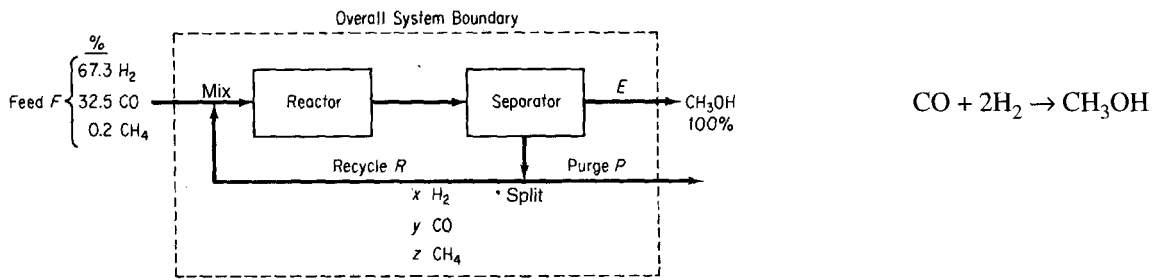 Overall System Boundary
%
67.3 H₂
Feed F 32.5 CO
0.2 CH₄
Mix
Reactor
Separator
E
CH₃OH
100%
Recycle R
Purge P
x H₂
Split
y CO
z CH₄
CO + 2H₂ → CH₃OH